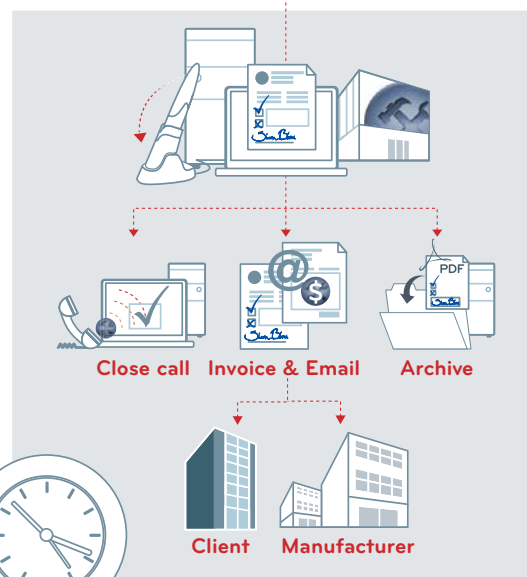 @
$
PDF
Close call
Invoice & Email
Archive
Client
Manufacturer